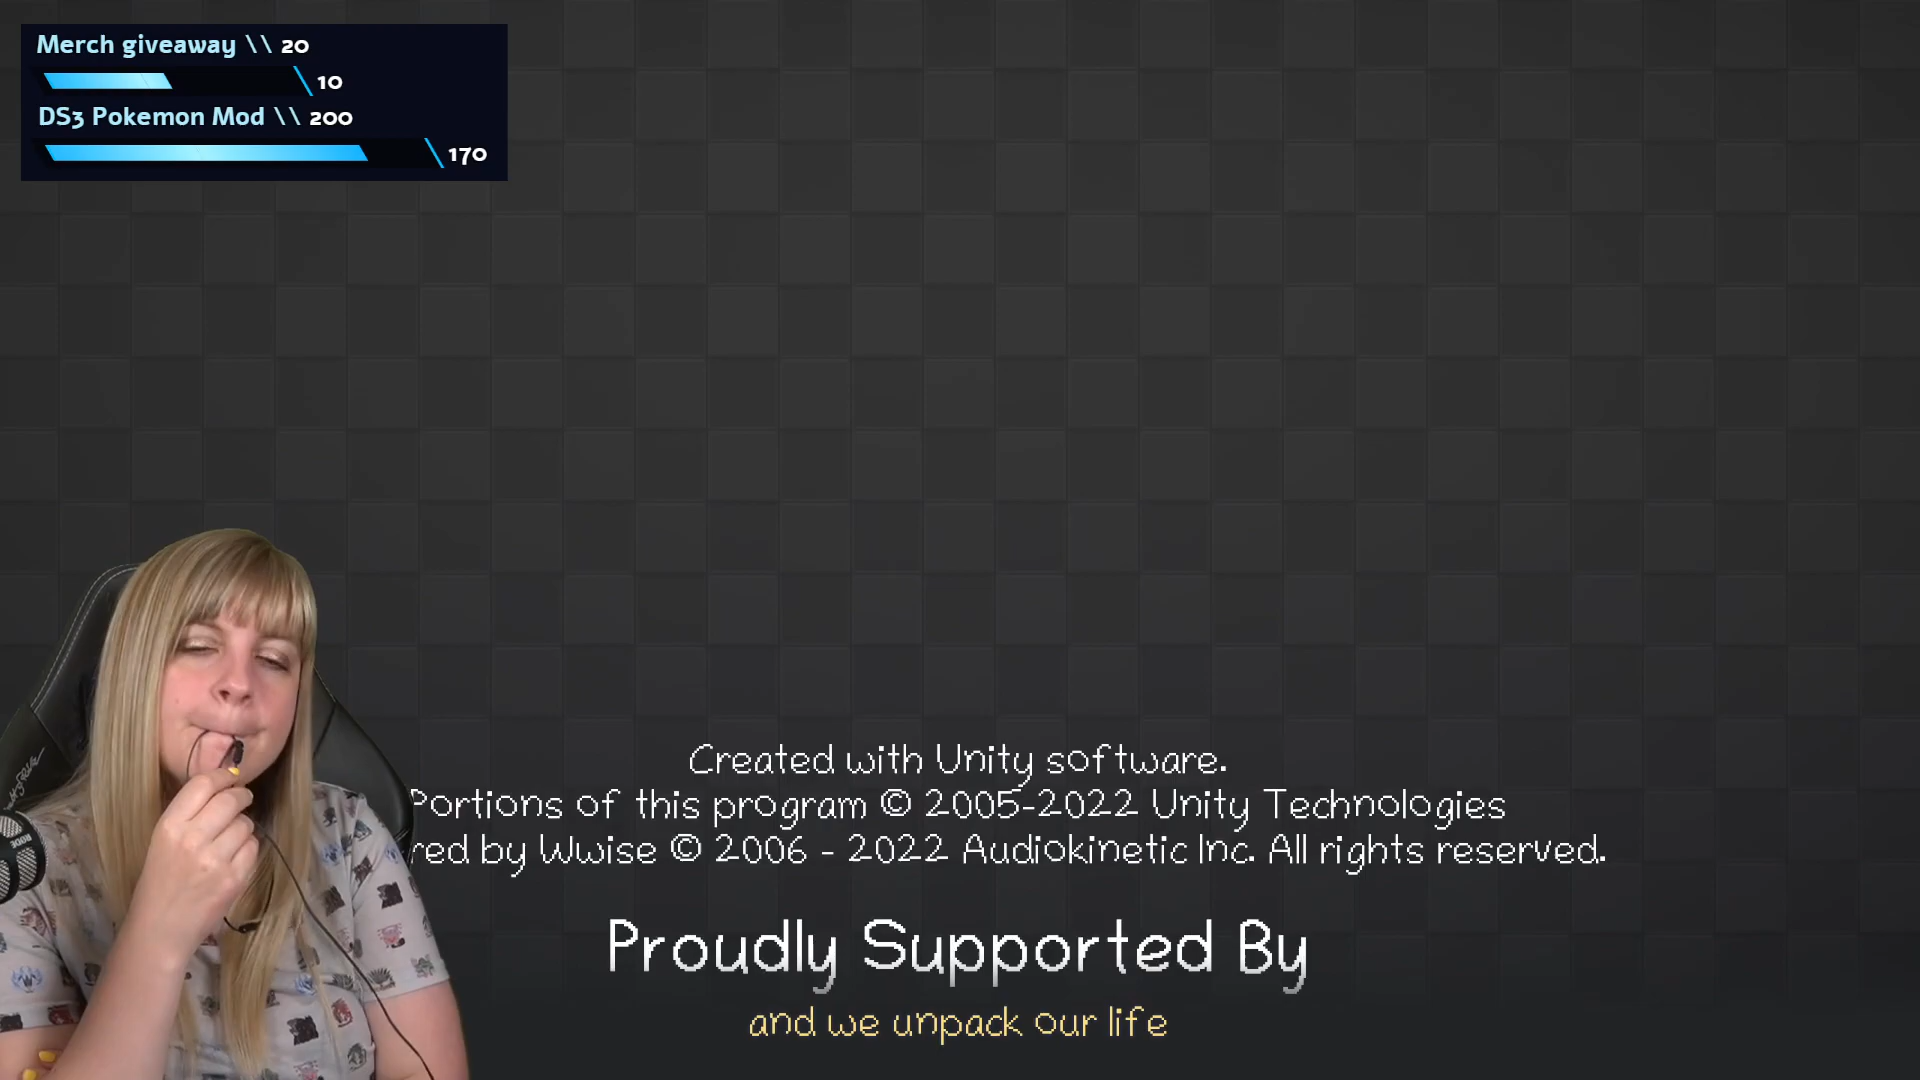 Merch giveaway \\ 20
10
DS3 Pokemon Mod \\ 200
170
Created with Unity software.
Portions of this program © 2005-2022 Unity Technologies
red by Wwise © 2006 - 2022 Audiokinetic Inc. All rights reserved.
Proudly Supported By
and we unpack our life
RODE